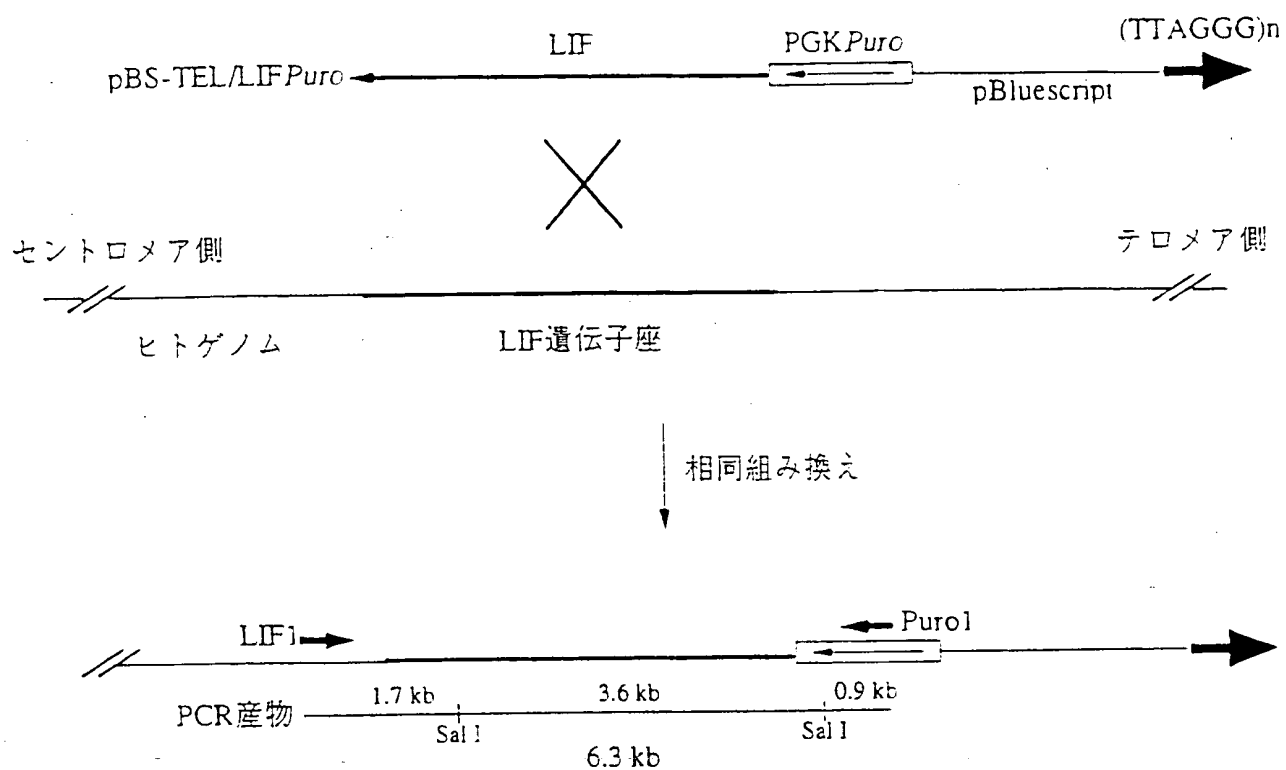 (TTAGGG)n
LIF
PGKPuro
pBS-TEL/LIFPuro
pBluescript
セントロメア側
テロメア側
ヒトゲノム
LIF遺伝子座
相同組み換え
LIF1
Puro1
1.7 kb
3.6 kb
0.9 kb
PCR産物
Sal I
Sal I
6.3 kb